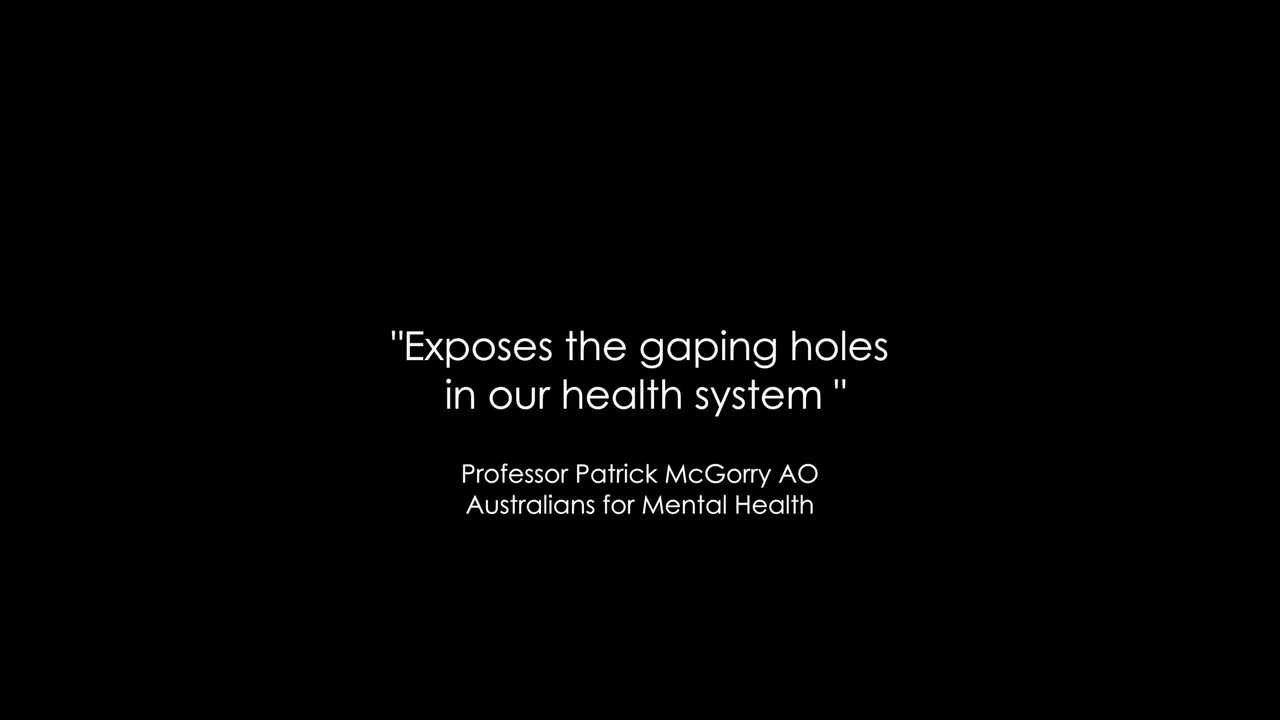 "Exposes the gaping holes
in our health system "
Professor Patrick McGorry AO
Australians for Mental Health